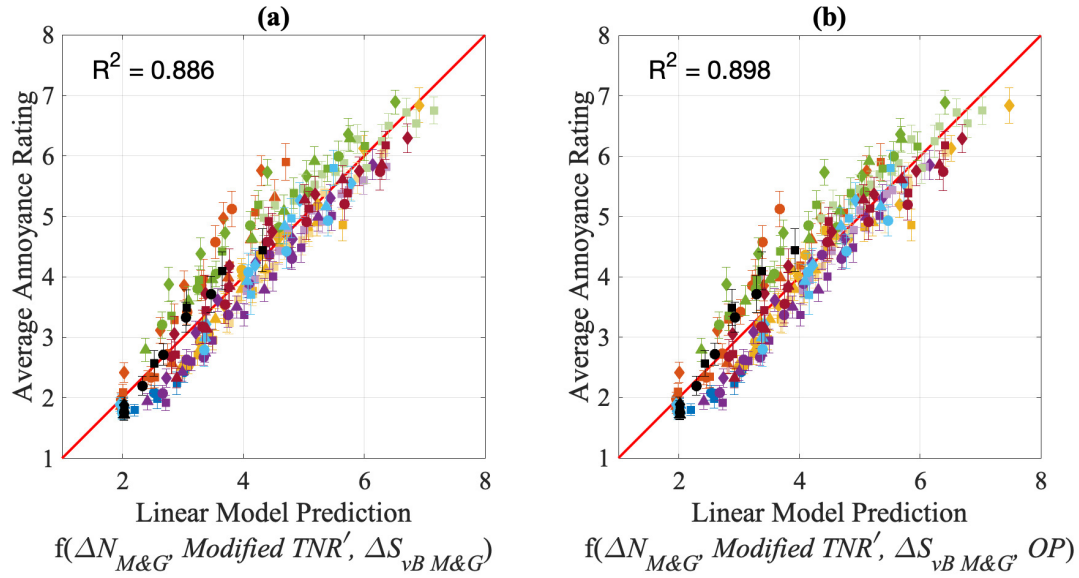 (a)
R² = 0.886
Average Annoyance Rating
8
7
6
5
4
3
2
1
2
4
6
8
Linear Model Prediction
f(ΔN_M&G, Modified TNR′, ΔS_vB M&G)
(b)
R² = 0.898
Average Annoyance Rating
8
7
6
5
4
3
2
1
2
4
6
8
Linear Model Prediction
f(ΔN_M&G, Modified TNR′, ΔS_vB M&G, OP)